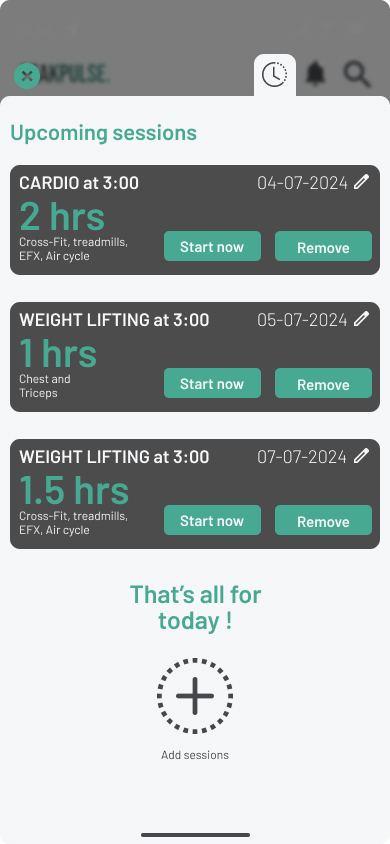 AKPULSE.
Upcoming sessions
CARDIO at 3:00 04-07-2024
2 hrs
Cross-Fit, treadmills,
EFX, Air cycle
Start now Remove
WEIGHT LIFTING at 3:00 05-07-2024
1 hrs
Chest and
Triceps
Start now Remove
WEIGHT LIFTING at 3:00 07-07-2024
1.5 hrs
Cross-Fit, treadmills,
EFX, Air cycle
Start now Remove
That's all for
today !
Add sessions